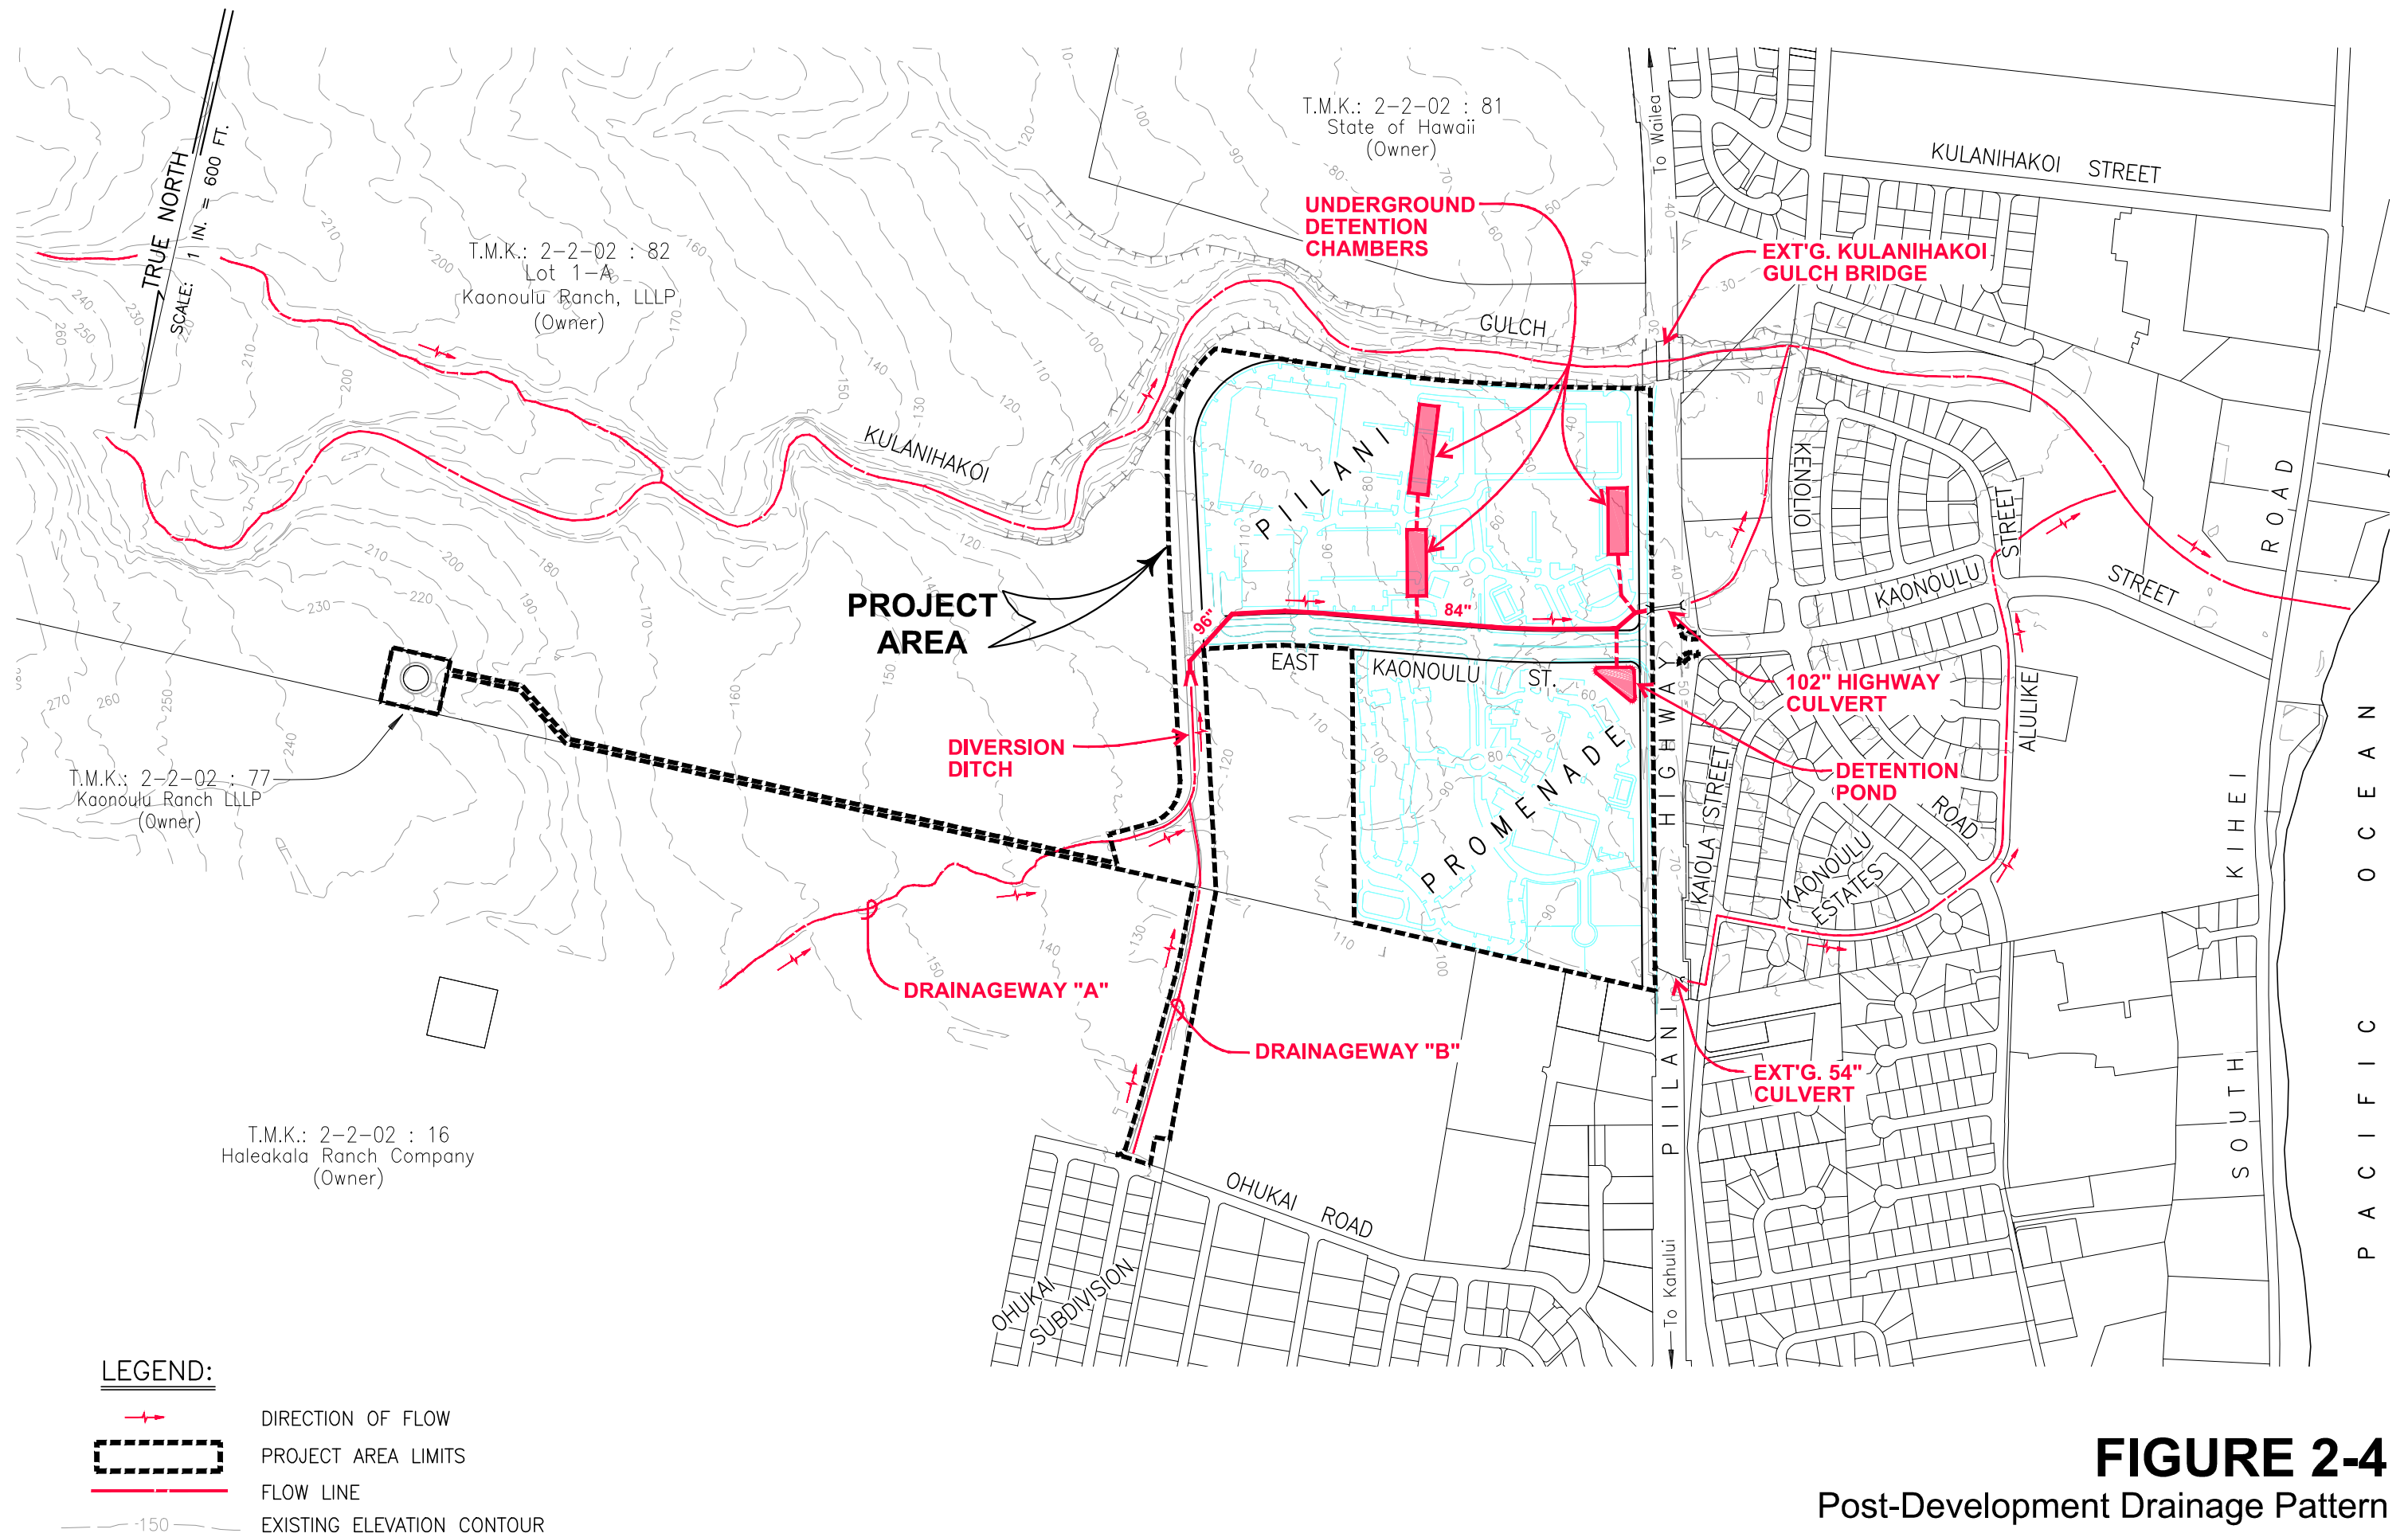 TRUE NORTH
SCALE: 1 IN. = 600 FT.
T.M.K.: 2-2-02 : 82
Lot 1-A
Kaonoulu Ranch, LLLP
(Owner)
T.M.K.: 2-2-02 : 81
State of Hawaii
(Owner)
UNDERGROUND
DETENTION
CHAMBERS
To Wailea
KULANIHAKOI STREET
EXT'G. KULANIHAKOI
GULCH BRIDGE
GULCH
KULANIHAKOI
PIILANI
PROJECT
AREA
96"
84"
EAST KAONOULU ST.
KENOLIO
STREET
KAONOULU
STREET
ROAD
102" HIGHWAY
CULVERT
DIVERSION
DITCH
T.M.K.: 2-2-02 : 77
Kaonoulu Ranch LLLP
(Owner)
PROMENADE
HIGHWAY
KAIOLA STREET
DETENTION
POND
ALULIKE
ROAD
KAONOULU
ESTATES
KIHEI
PACIFIC OCEAN
DRAINAGEWAY "A"
DRAINAGEWAY "B"
EXT'G. 54"
CULVERT
PIILANI
SOUTH
T.M.K.: 2-2-02 : 16
Haleakala Ranch Company
(Owner)
OHUKAI ROAD
OHUKAI
SUBDIVISION
To Kahului
LEGEND:
DIRECTION OF FLOW
PROJECT AREA LIMITS
FLOW LINE
150
EXISTING ELEVATION CONTOUR
FIGURE 2-4
Post-Development Drainage Pattern